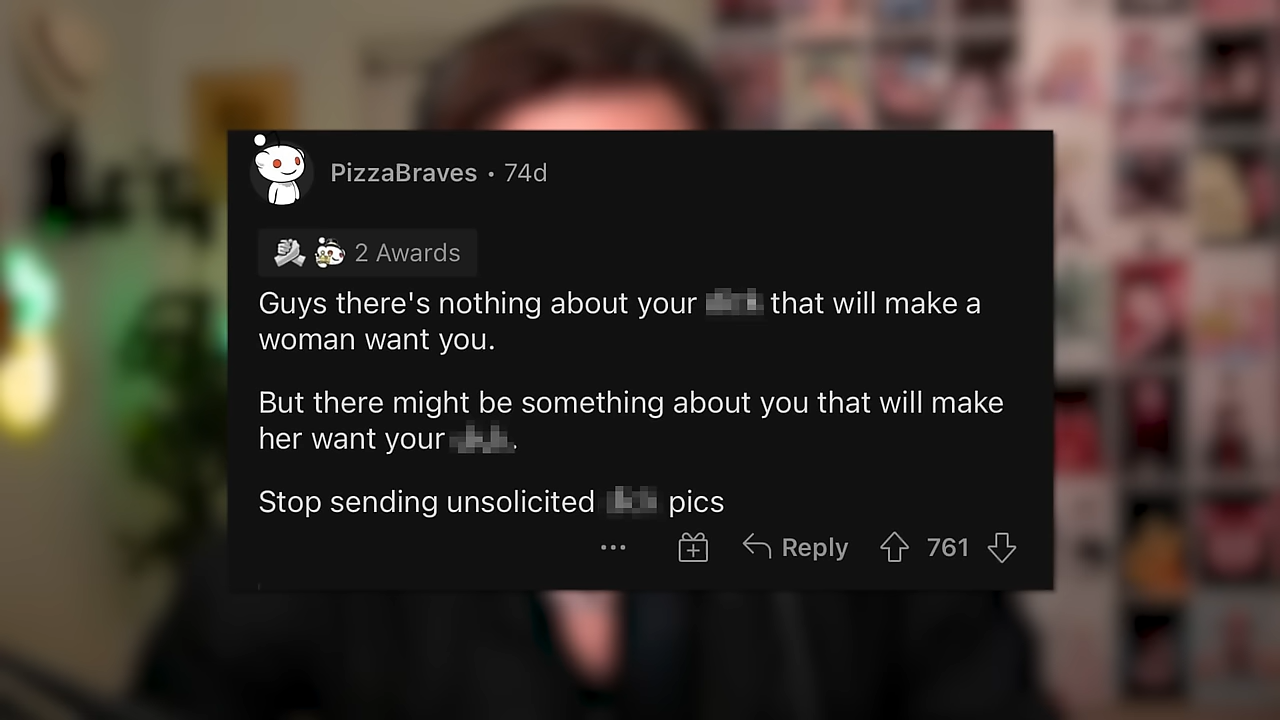 PizzaBraves • 74d
2 Awards
Guys there's nothing about your that will make a
woman want you.
But there might be something about you that will make
her want your .
Stop sending unsolicited pics
Reply 761